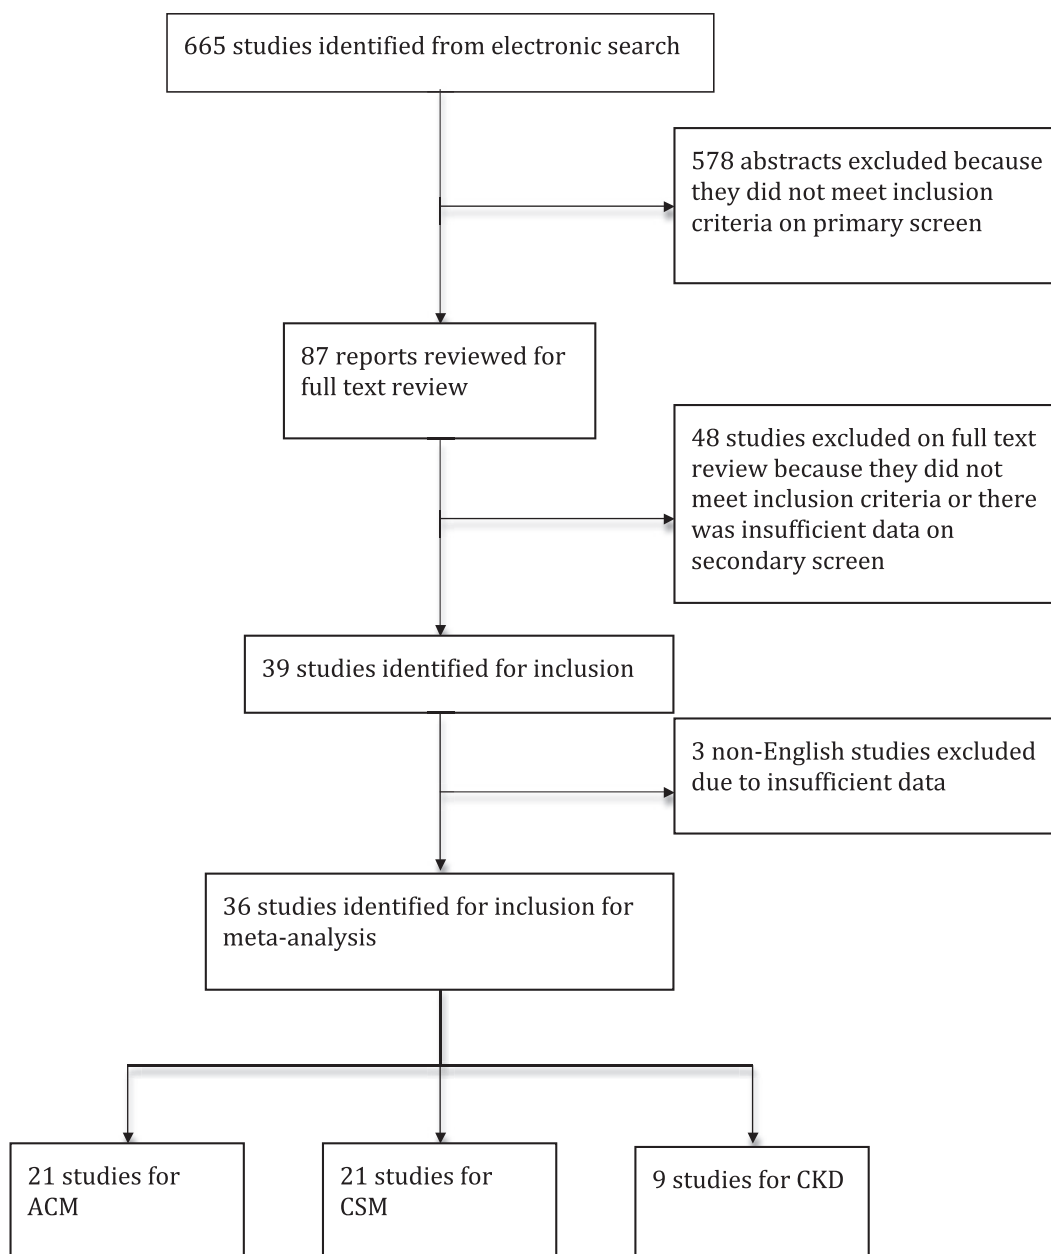 665 studies identified from electronic search
578 abstracts excluded because
they did not meet inclusion
criteria on primary screen
87 reports reviewed for
full text review
48 studies excluded on full text
review because they did not
meet inclusion criteria or there
was insufficient data on
secondary screen
39 studies identified for inclusion
3 non-English studies excluded
due to insufficient data
36 studies identified for inclusion for
meta-analysis
21 studies for
ACM
21 studies for
CSM
9 studies for CKD